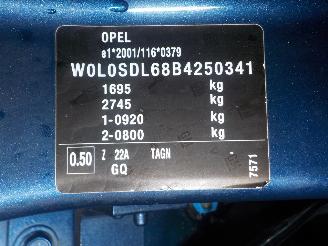 OPEL
e1*2001/116*0379
W0L0SDL68B4250341
1695 kg
2745 kg
1-0920 kg
2-0800 kg
0.50 Z 22A TAGN -
GQ
7571